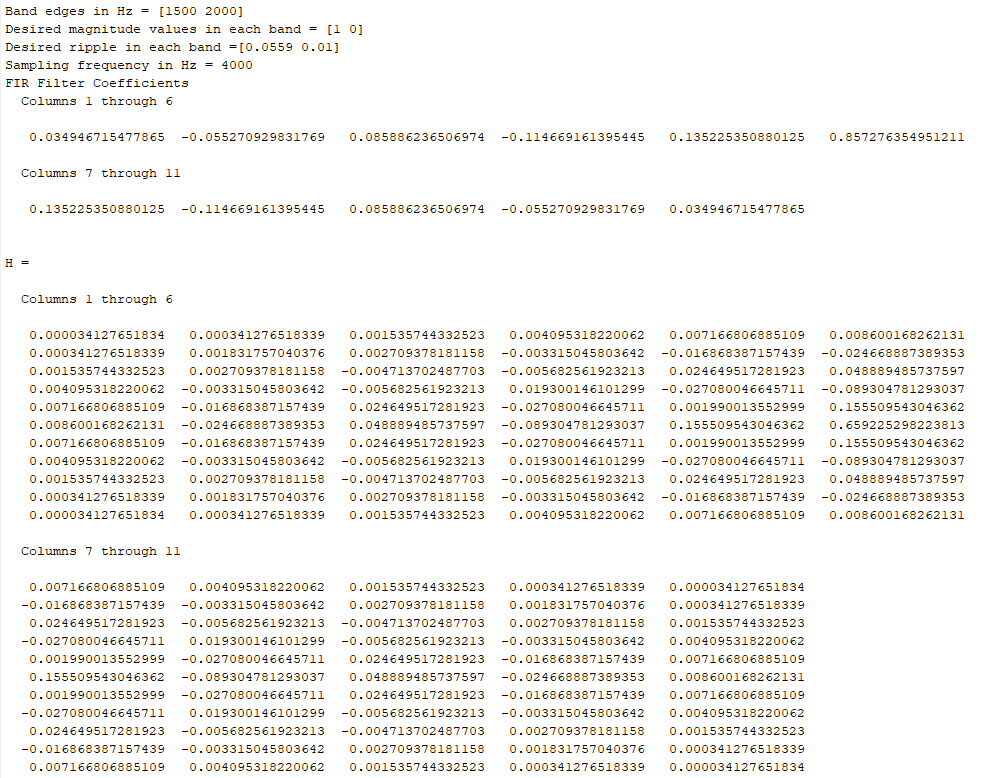 Band edges in Hz = [1500 2000]
Desired magnitude values in each band = [1 0]
Desired ripple in each band =[0.0559 0.01]
Sampling frequency in Hz = 4000
FIR Filter Coefficients
Columns 1 through 6
0.034946715477865 -0.055270929831769 0.085886236506974 -0.114669161395445 0.135225350880125 0.857276354951211
Columns 7 through 11
0.135225350880125 -0.114669161395445 0.085886236506974 -0.055270929831769 0.034946715477865
H =
Columns 1 through 6
0.000034127651834 0.000341276518339 0.001535744332523 0.004095318220062 0.007166806885109 0.008600168262131
0.000341276518339 0.001831757040376 0.002709378181158 -0.003315045803642 -0.016868387157439 -0.024668887389353
0.001535744332523 0.002709378181158 -0.004713702487703 -0.005682561923213 0.024649517281923 0.048889485737597
0.004095318220062 -0.003315045803642 -0.005682561923213 0.019300146101299 -0.027080046645711 -0.089304781293037
0.007166806885109 -0.016868387157439 0.024649517281923 -0.027080046645711 0.001990013552999 0.155509543046362
0.008600168262131 -0.024668887389353 0.048889485737597 -0.089304781293037 0.155509543046362 0.659225298223813
0.007166806885109 -0.016868387157439 0.024649517281923 -0.027080046645711 0.001990013552999 0.155509543046362
0.004095318220062 -0.003315045803642 -0.005682561923213 0.019300146101299 -0.027080046645711 -0.089304781293037
0.001535744332523 0.002709378181158 -0.004713702487703 -0.005682561923213 0.024649517281923 0.048889485737597
0.000341276518339 0.001831757040376 0.002709378181158 -0.003315045803642 -0.016868387157439 -0.024668887389353
0.000034127651834 0.000341276518339 0.001535744332523 0.004095318220062 0.007166806885109 0.008600168262131
Columns 7 through 11
0.007166806885109 0.004095318220062 0.001535744332523 0.000341276518339 0.000034127651834
-0.016868387157439 -0.003315045803642 0.002709378181158 0.001831757040376 0.000341276518339
0.024649517281923 -0.005682561923213 -0.004713702487703 0.002709378181158 0.001535744332523
-0.027080046645711 0.019300146101299 -0.005682561923213 -0.003315045803642 0.004095318220062
0.001990013552999 -0.027080046645711 0.024649517281923 -0.016868387157439 0.007166806885109
0.155509543046362 -0.089304781293037 0.048889485737597 -0.024668887389353 0.008600168262131
0.001990013552999 -0.027080046645711 0.024649517281923 -0.016868387157439 0.007166806885109
-0.027080046645711 0.019300146101299 -0.005682561923213 -0.003315045803642 0.004095318220062
0.024649517281923 -0.005682561923213 -0.004713702487703 0.002709378181158 0.001535744332523
-0.016868387157439 -0.003315045803642 0.002709378181158 0.001831757040376 0.000341276518339
0.007166806885109 0.004095318220062 0.001535744332523 0.000341276518339 0.000034127651834